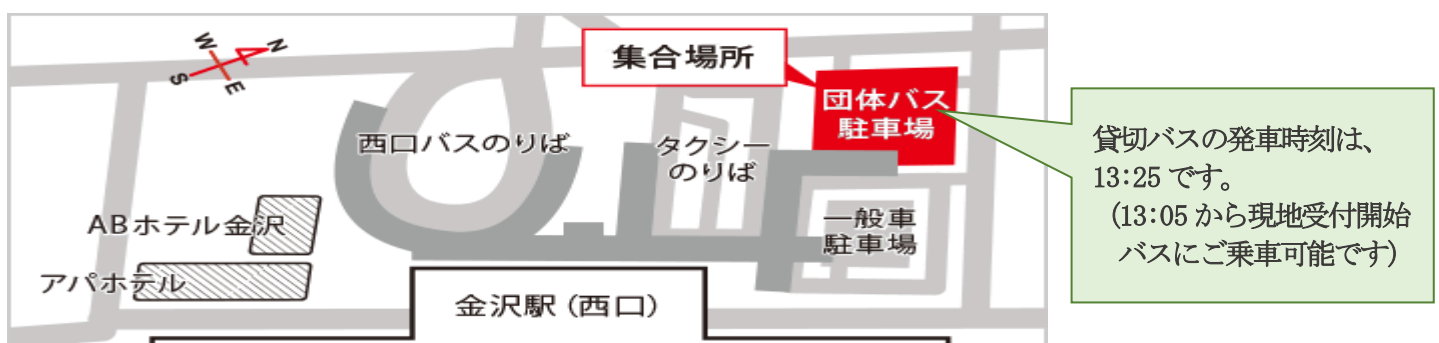 W
N
S
E
集合場所
団体バス
駐車場
西口バスのりば
タクシー
のりば
ABホテル金沢
一般車
駐車場
アパホテル
金沢駅（西口）
貸切バスの発車時刻は、
13:25 です。
（13:05 から現地受付開始
バスにご乗車可能です）